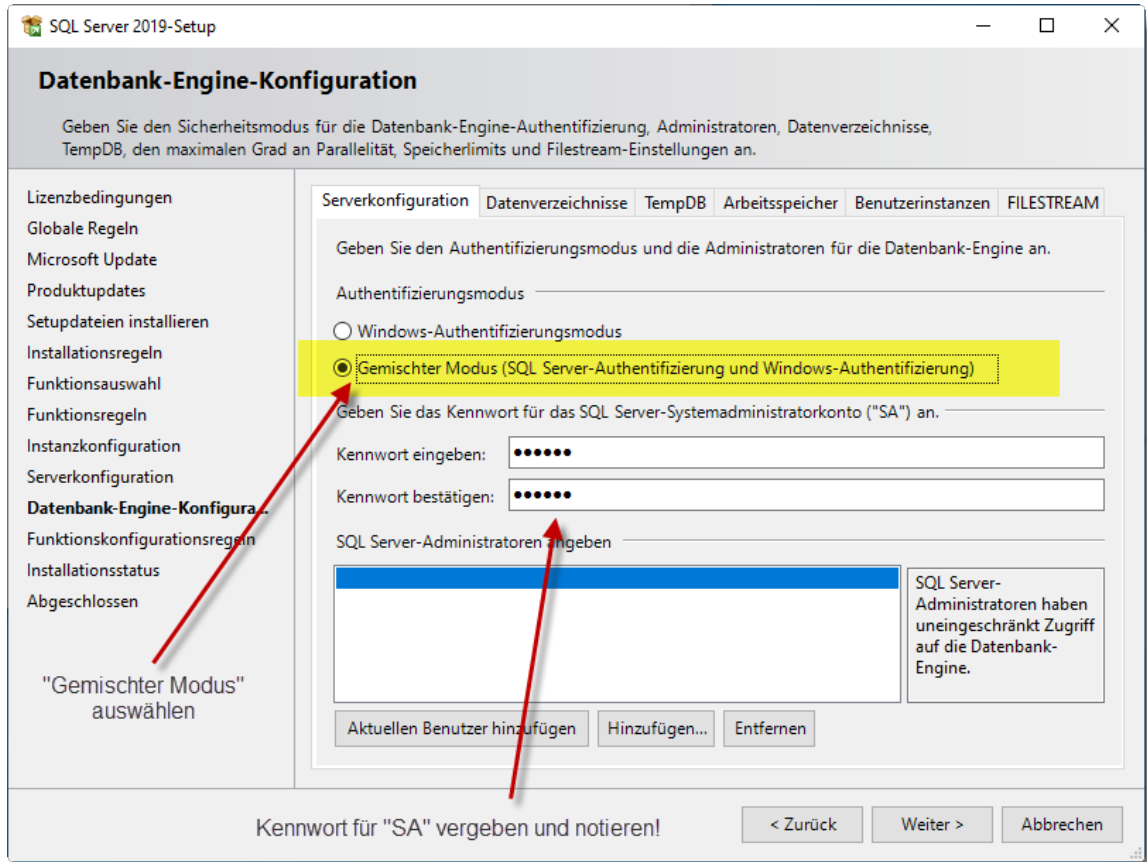 SQL Server 2019-Setup
Datenbank-Engine-Konfiguration
Geben Sie den Sicherheitsmodus für die Datenbank-Engine-Authentifizierung, Administratoren, Datenverzeichnisse,
TempDB, den maximalen Grad an Parallelität, Speicherlimits und Filestream-Einstellungen an.
Lizenzbedingungen
Globale Regeln
Microsoft Update
Produktupdates
Setupdateien installieren
Installationsregeln
Funktionsauswahl
Funktionsregeln
Instanzkonfiguration
Serverkonfiguration
Datenbank-Engine-Konfigura...
Funktionskonfigurationsregeln
Installationsstatus
Abgeschlossen
Serverkonfiguration Datenverzeichnisse TempDB Arbeitsspeicher Benutzerinstanzen FILESTREAM
Geben Sie den Authentifizierungsmodus und die Administratoren für die Datenbank-Engine an.
Authentifizierungsmodus
Windows-Authentifizierungsmodus
Gemischter Modus (SQL Server-Authentifizierung und Windows-Authentifizierung)
Geben Sie das Kennwort für das SQL Server-Systemadministratorkonto ("SA") an.
Kennwort eingeben: ●●●●●●
Kennwort bestätigen: ●●●●●●
SQL Server-Administratoren angeben
SQL Server-
Administratoren haben
uneingeschränkt Zugriff
auf die Datenbank-
Engine.
Aktuellen Benutzer hinzufügen Hinzufügen... Entfernen
"Gemischter Modus"
auswählen
Kennwort für "SA" vergeben und notieren!
< Zurück Weiter > Abbrechen